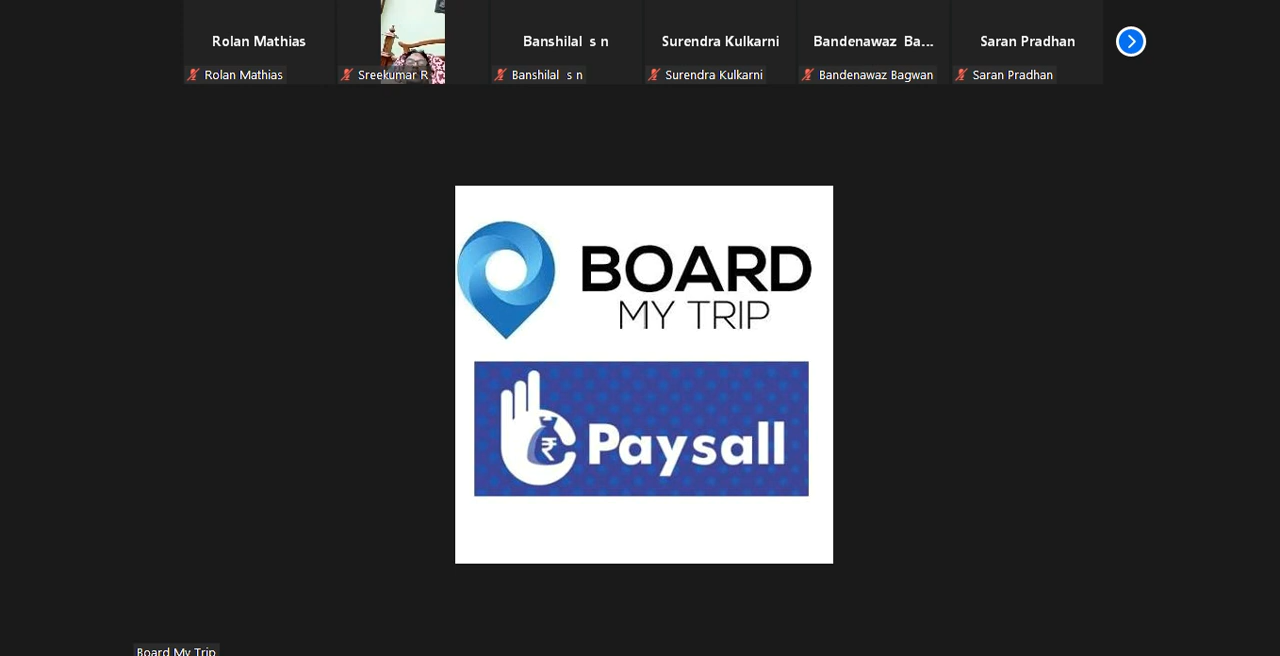 Rolan Mathias
Banshilal s n
Surendra Kulkarni
Bandenawaz Ba...
Saran Pradhan
Rolan Mathias
Sreekumar R
Banshilal s n
Surendra Kulkarni
Bandenawaz Bagwan
Saran Pradhan
BOARD
MY TRIP
₹
Paysall
Board My Trip